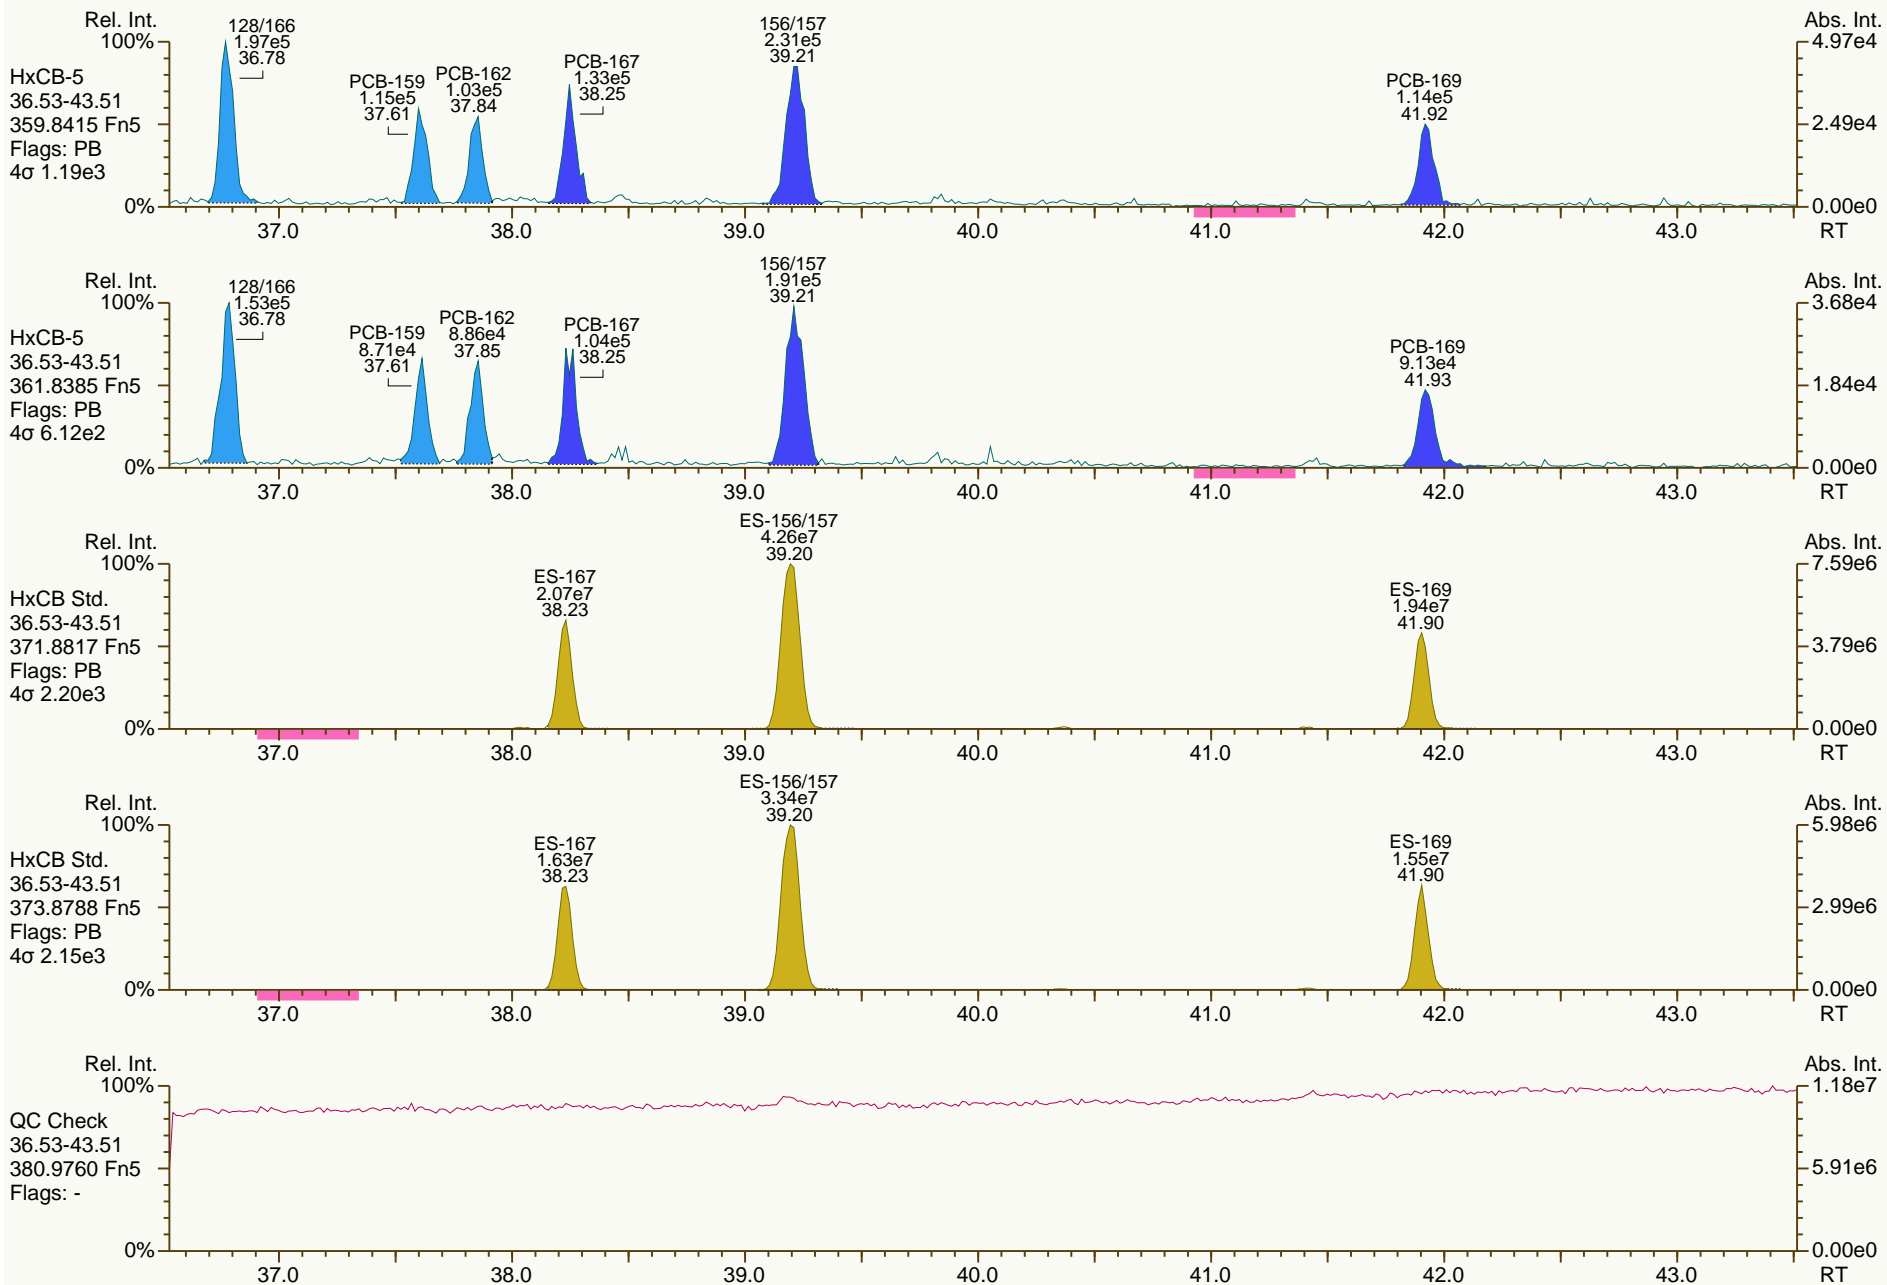 Rel. Int.
Abs. Int.
HxCB-5
36.53-43.51
359.8415 Fn5
Flags: PB
4σ 1.19e3
100%
50%
0%
128/166
1.97e5
36.78
PCB-159
1.15e5
37.61
PCB-162
1.03e5
37.84
PCB-167
1.33e5
38.25
156/157
2.31e5
39.21
PCB-169
1.14e5
41.92
4.97e4
2.49e4
0.00e0
37.0 38.0 39.0 40.0 41.0 42.0 43.0 RT
Rel. Int.
Abs. Int.
HxCB-5
36.53-43.51
361.8385 Fn5
Flags: PB
4σ 6.12e2
100%
50%
0%
128/166
1.53e5
36.78
PCB-159
8.71e4
37.61
PCB-162
8.86e4
37.85
PCB-167
1.04e5
38.25
156/157
1.91e5
39.21
PCB-169
9.13e4
41.93
3.68e4
1.84e4
0.00e0
37.0 38.0 39.0 40.0 41.0 42.0 43.0 RT
Rel. Int.
Abs. Int.
HxCB Std.
36.53-43.51
371.8817 Fn5
Flags: PB
4σ 2.20e3
100%
50%
0%
ES-167
2.07e7
38.23
ES-156/157
4.26e7
39.20
ES-169
1.94e7
41.90
7.59e6
3.79e6
0.00e0
37.0 38.0 39.0 40.0 41.0 42.0 43.0 RT
Rel. Int.
Abs. Int.
HxCB Std.
36.53-43.51
373.8788 Fn5
Flags: PB
4σ 2.15e3
100%
50%
0%
ES-167
1.63e7
38.23
ES-156/157
3.34e7
39.20
ES-169
1.55e7
41.90
5.98e6
2.99e6
0.00e0
37.0 38.0 39.0 40.0 41.0 42.0 43.0 RT
Rel. Int.
Abs. Int.
QC Check
36.53-43.51
380.9760 Fn5
Flags: -
100%
50%
0%
1.18e7
5.91e6
0.00e0
37.0 38.0 39.0 40.0 41.0 42.0 43.0 RT